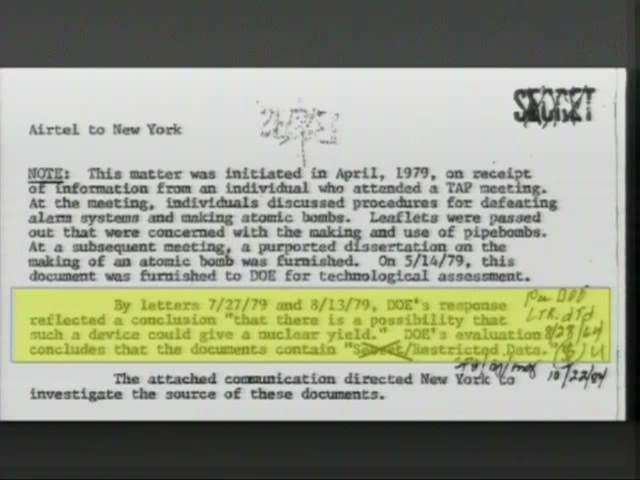 SECRET
Airtel to New York
NOTE: This matter was initiated in April, 1979, on receipt
of information from an individual who attended a TAP meeting.
At the meeting, individuals discussed procedures for defeating
alarm systems and making atomic bombs. Leaflets were passed
out that were concerned with the making and use of pipebombs.
At a subsequent meeting, a purported dissertation on the
making of an atomic bomb was furnished. On 5/14/79, this
document was furnished to DOE for technological assessment.
By letters 7/27/79 and 8/13/79, DOE's response
reflected a conclusion "that there is a possibility that
such a device could give a nuclear yield." DOE's evaluation
concludes that the documents contain "Secret/Restricted Data.
Per DOE
LTR. dTd
10/22/04
The attached communication directed New York to
investigate the source of these documents.